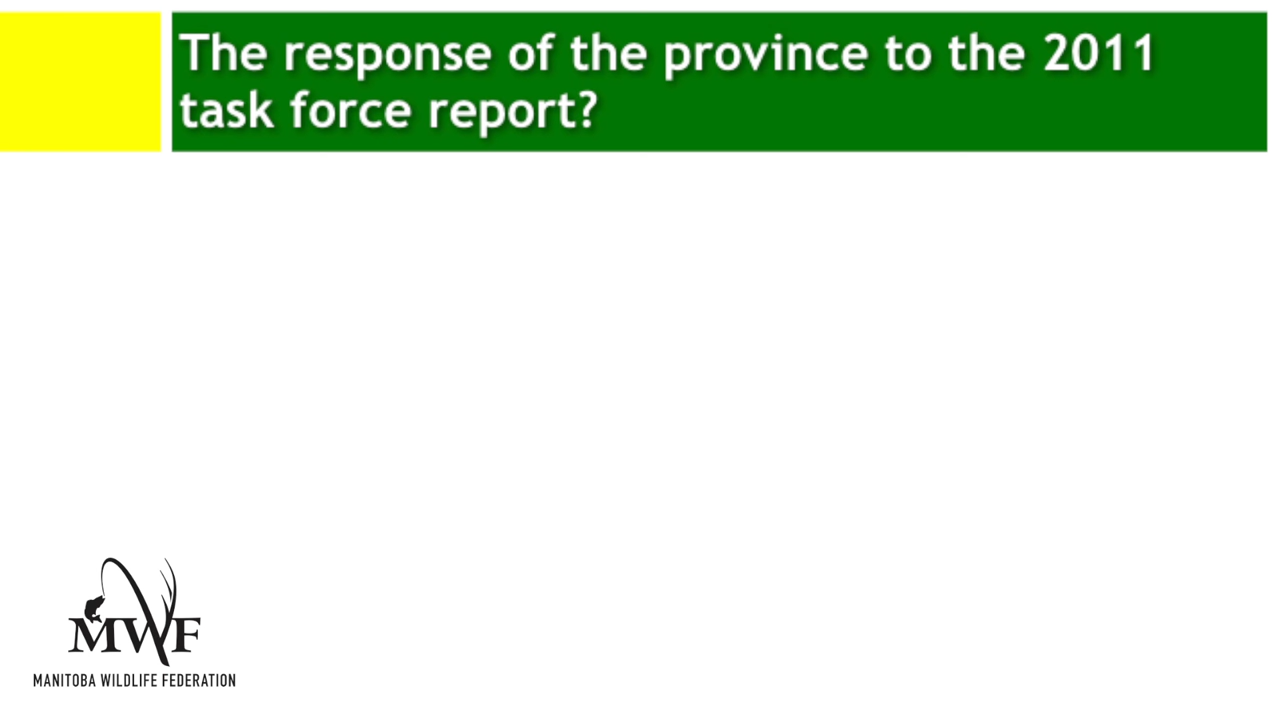 The response of the province to the 2011
task force report?
MWF
MANITOBA WILDLIFE FEDERATION